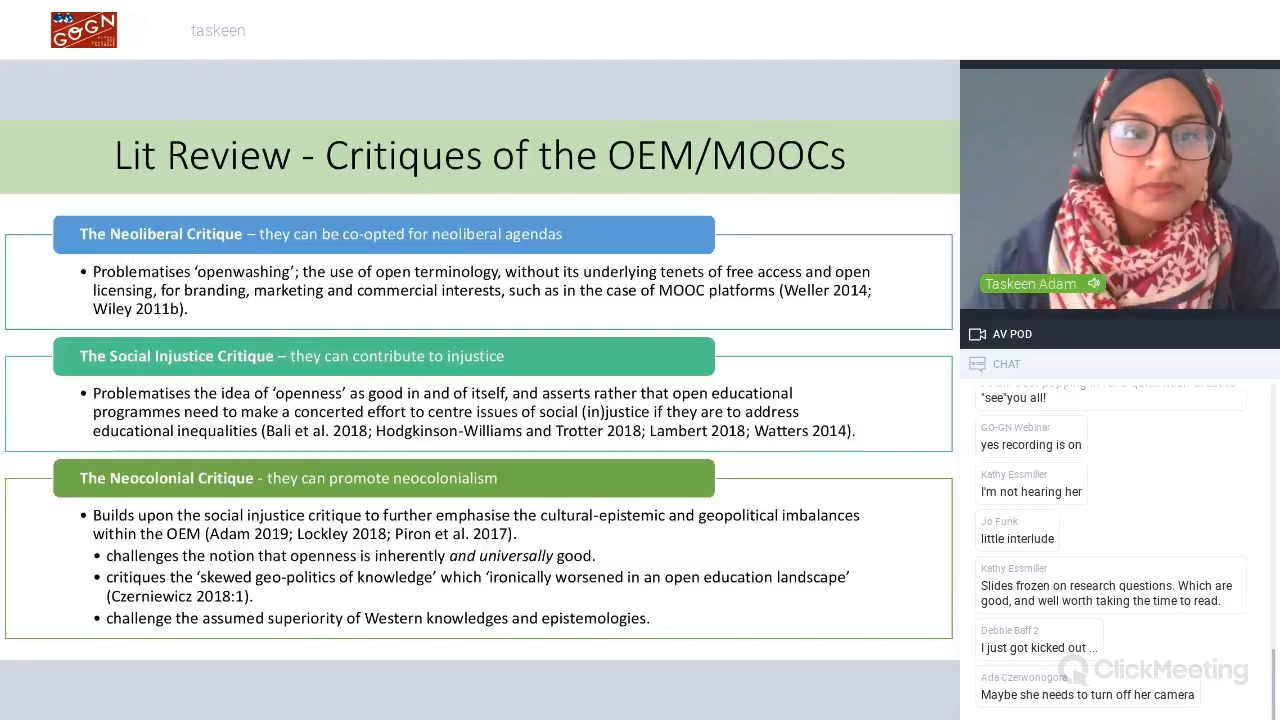 GOGN
taskeen
Lit Review - Critiques of the OEM/MOOCs
The Neoliberal Critique – they can be co-opted for neoliberal agendas
• Problematises ‘openwashing’; the use of open terminology, without its underlying tenets of free access and open
licensing, for branding, marketing and commercial interests, such as in the case of MOOC platforms (Weller 2014;
Wiley 2011b).
The Social Injustice Critique – they can contribute to injustice
• Problematises the idea of ‘openness’ as good in and of itself, and asserts rather that open educational
programmes need to make a concerted effort to centre issues of social (in)justice if they are to address
educational inequalities (Bali et al. 2018; Hodgkinson-Williams and Trotter 2018; Lambert 2018; Watters 2014).
The Neocolonial Critique - they can promote neocolonialism
• Builds upon the social injustice critique to further emphasise the cultural-epistemic and geopolitical imbalances
within the OEM (Adam 2019; Lockley 2018; Piron et al. 2017).
• challenges the notion that openness is inherently and universally good.
• critiques the ‘skewed geo-politics of knowledge’ which ‘ironically worsened in an open education landscape’
(Czerniewicz 2018:1).
• challenge the assumed superiority of Western knowledges and epistemologies.
Taskeen Adam
AV POD
CHAT
"see"you all!
GO-GN Webinar
yes recording is on
Kathy Essmiller
I'm not hearing her
Jo Funk
little interlude
Kathy Essmiller
Slides frozen on research questions. Which are
good, and well worth taking the time to read.
Debbie Baff 2
I just got kicked out ...
Ada Czerwonogora
Maybe she needs to turn off her camera
ClickMeeting